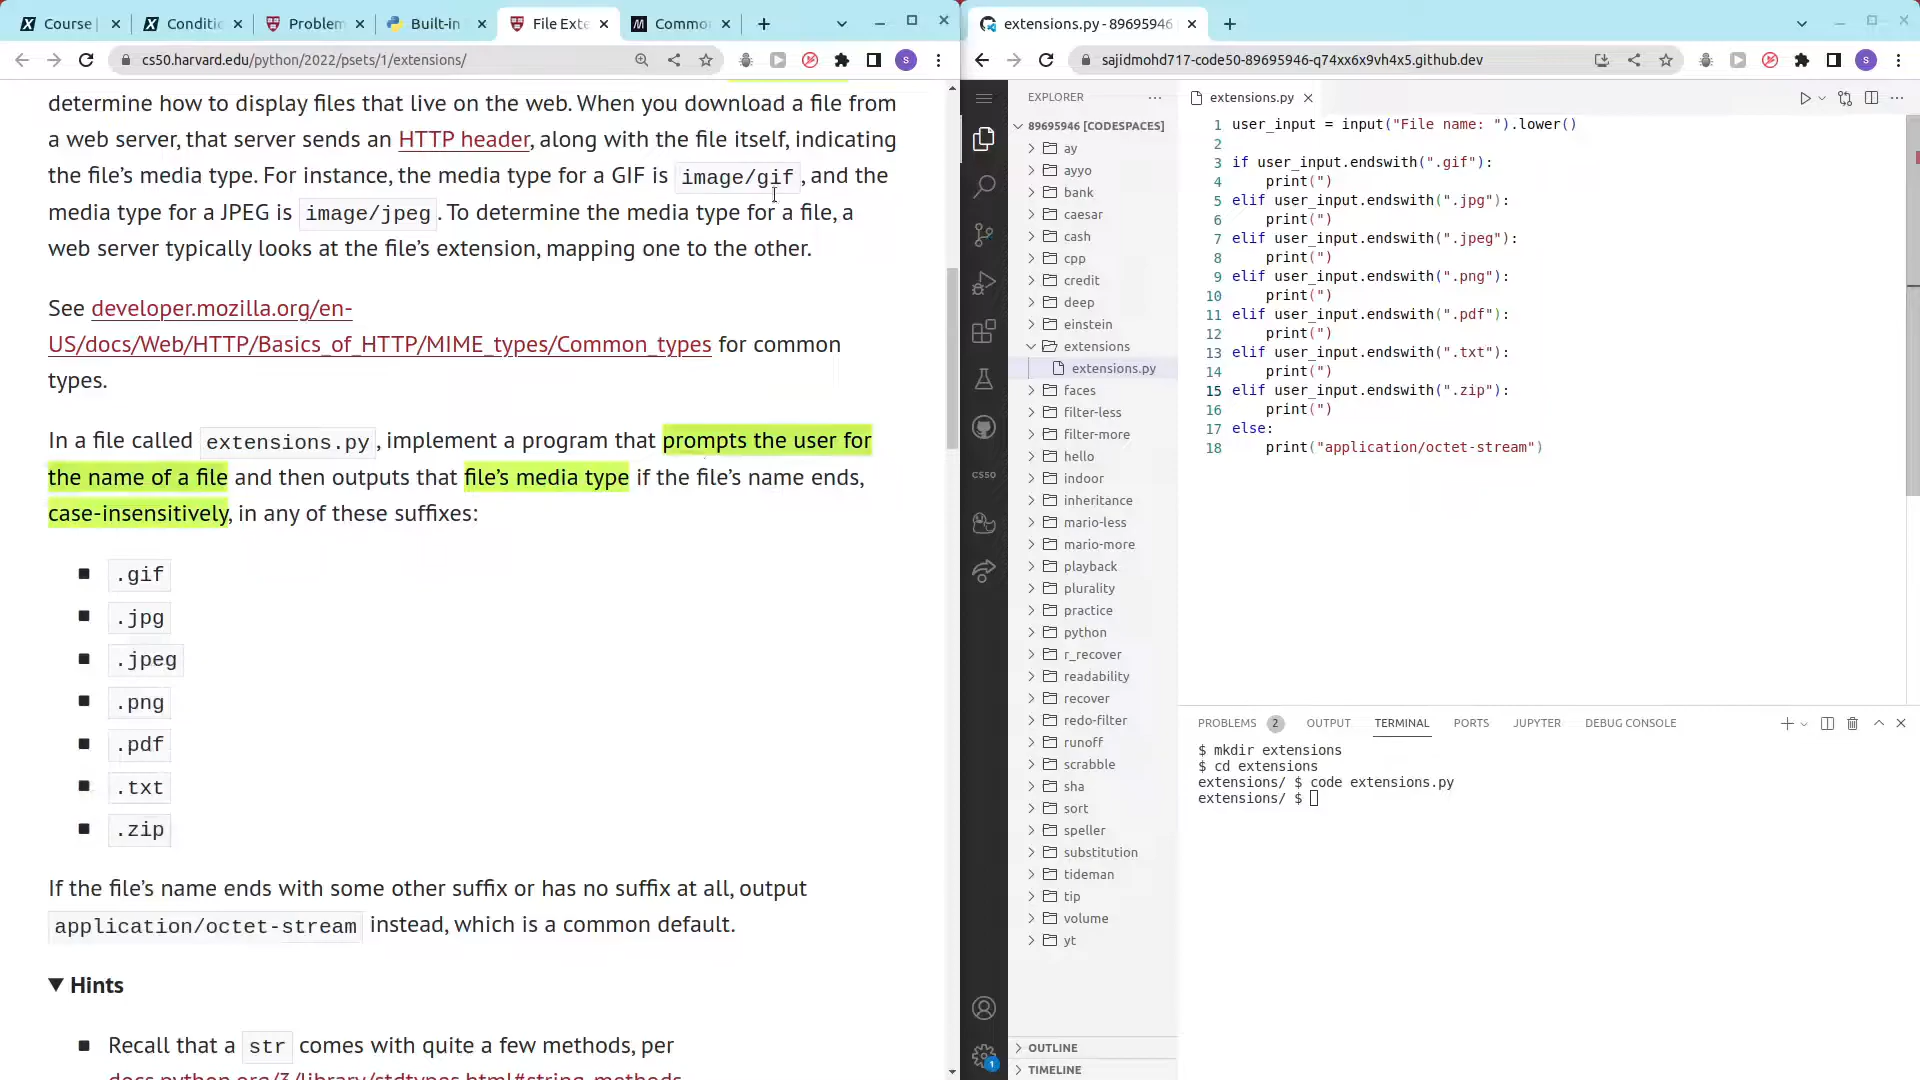 Course
Conditio
Problem
Built-in
File Exte
Commo
cs50.harvard.edu/python/2022/psets/1/extensions/
S
determine how to display files that live on the web. When you download a file from
a web server, that server sends an HTTP header, along with the file itself, indicating
the file’s media type. For instance, the media type for a GIF is image/gif, and the
media type for a JPEG is image/jpeg. To determine the media type for a file, a
web server typically looks at the file’s extension, mapping one to the other.
See developer.mozilla.org/en-
US/docs/Web/HTTP/Basics_of_HTTP/MIME_types/Common_types for common
types.
In a file called extensions.py, implement a program that prompts the user for
the name of a file and then outputs that file’s media type if the file’s name ends,
case-insensitively, in any of these suffixes:
.gif
.jpg
.jpeg
.png
.pdf
.txt
.zip
If the file’s name ends with some other suffix or has no suffix at all, output
application/octet-stream instead, which is a common default.
Hints
Recall that a str comes with quite a few methods, per
docs.python.org/3/library/stdtypes.html#string-methods
extensions.py - 89695946
sajidmohd717-code50-89695946-q74xx6x9vh4x5.github.dev
S
EXPLORER
89695946 [CODESPACES]
ay
ayyo
bank
caesar
cash
cpp
credit
deep
einstein
extensions
extensions.py
faces
filter-less
filter-more
hello
indoor
inheritance
mario-less
mario-more
playback
plurality
practice
python
r_recover
readability
recover
redo-filter
runoff
scrabble
sha
sort
speller
substitution
tideman
tip
volume
yt
OUTLINE
TIMELINE
CS50
1
extensions.py
1 user_input = input("File name: ").lower()
2
3 if user_input.endswith(".gif"):
4 print(")
5 elif user_input.endswith(".jpg"):
6 print(")
7 elif user_input.endswith(".jpeg"):
8 print(")
9 elif user_input.endswith(".png"):
10 print(")
11 elif user_input.endswith(".pdf"):
12 print(")
13 elif user_input.endswith(".txt"):
14 print(")
15 elif user_input.endswith(".zip"):
16 print(")
17 else:
18 print("application/octet-stream")
PROBLEMS 2 OUTPUT TERMINAL PORTS JUPYTER DEBUG CONSOLE
$ mkdir extensions
$ cd extensions
extensions/ $ code extensions.py
extensions/ $